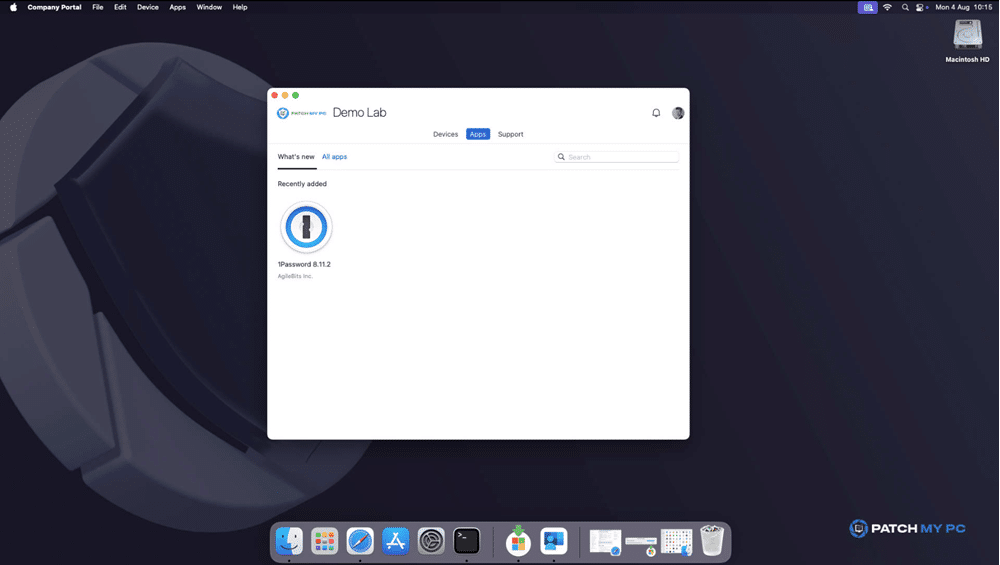 Company Portal File Edit Device Apps Window Help Mon 4 Aug 10:15
Macintosh HD
PATCH MY PC Demo Lab
Devices Apps Support
What's new All apps Search
Recently added
1Password 8.11.2
AgileBits Inc.
PATCH MY PC